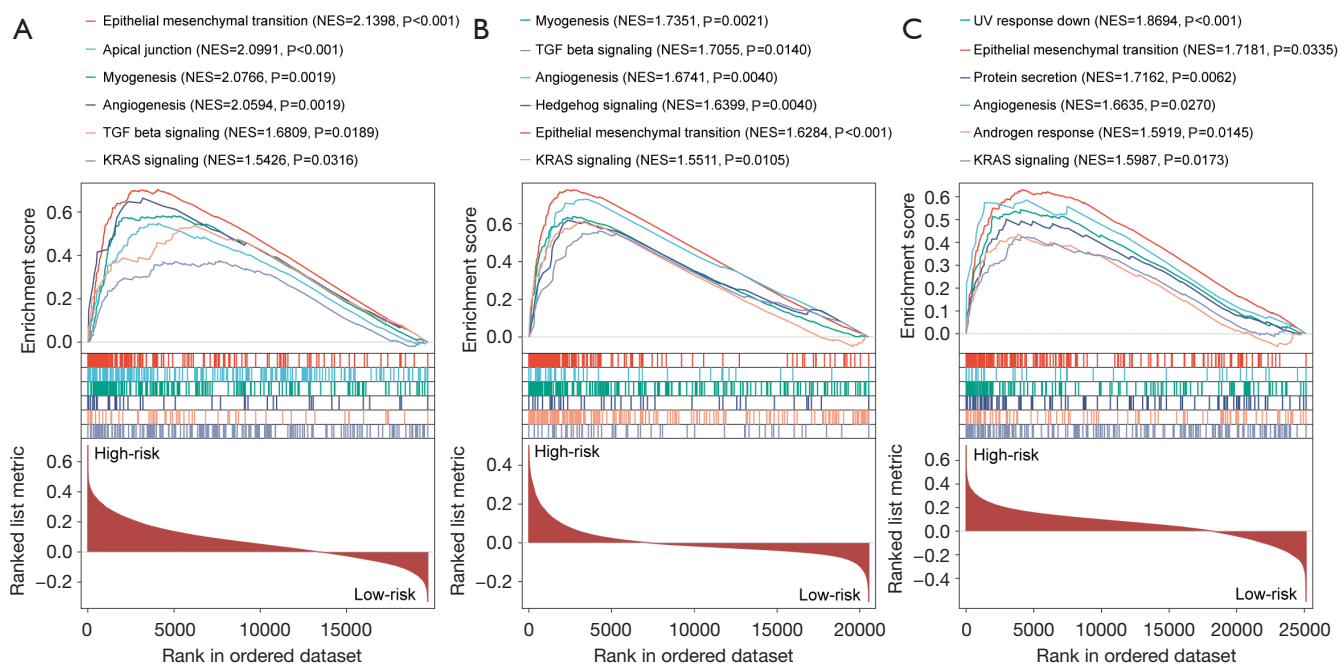 A
Epithelial mesenchymal transition (NES=2.1398, P<0.001)
Apical junction (NES=2.0991, P<0.001)
Myogenesis (NES=2.0766, P=0.0019)
Angiogenesis (NES=2.0594, P=0.0019)
TGF beta signaling (NES=1.6809, P=0.0189)
KRAS signaling (NES=1.5426, P=0.0316)
Enrichment score
0.6
0.4
0.2
0.0
Ranked list metric
0.6
0.4
0.2
0.0
−0.2
High-risk
Low-risk
0 5000 10000 15000
Rank in ordered dataset
B
Myogenesis (NES=1.7351, P=0.0021)
TGF beta signaling (NES=1.7055, P=0.0140)
Angiogenesis (NES=1.6741, P=0.0040)
Hedgehog signaling (NES=1.6399, P=0.0040)
Epithelial mesenchymal transition (NES=1.6284, P<0.001)
KRAS signaling (NES=1.5511, P=0.0105)
Enrichment score
0.6
0.4
0.2
0.0
Ranked list metric
0.4
0.2
0.0
−0.2
High-risk
Low-risk
0 5000 10000 15000 20000
Rank in ordered dataset
C
UV response down (NES=1.8694, P<0.001)
Epithelial mesenchymal transition (NES=1.7181, P=0.0335)
Protein secretion (NES=1.7162, P=0.0062)
Angiogenesis (NES=1.6635, P=0.0270)
Androgen response (NES=1.5919, P=0.0145)
KRAS signaling (NES=1.5987, P=0.0173)
Enrichment score
0.6
0.5
0.4
0.3
0.2
0.1
0.0
Ranked list metric
0.6
0.4
0.2
0.0
−0.2
−0.4
High-risk
Low-risk
0 5000 10000 15000 20000 25000
Rank in ordered dataset